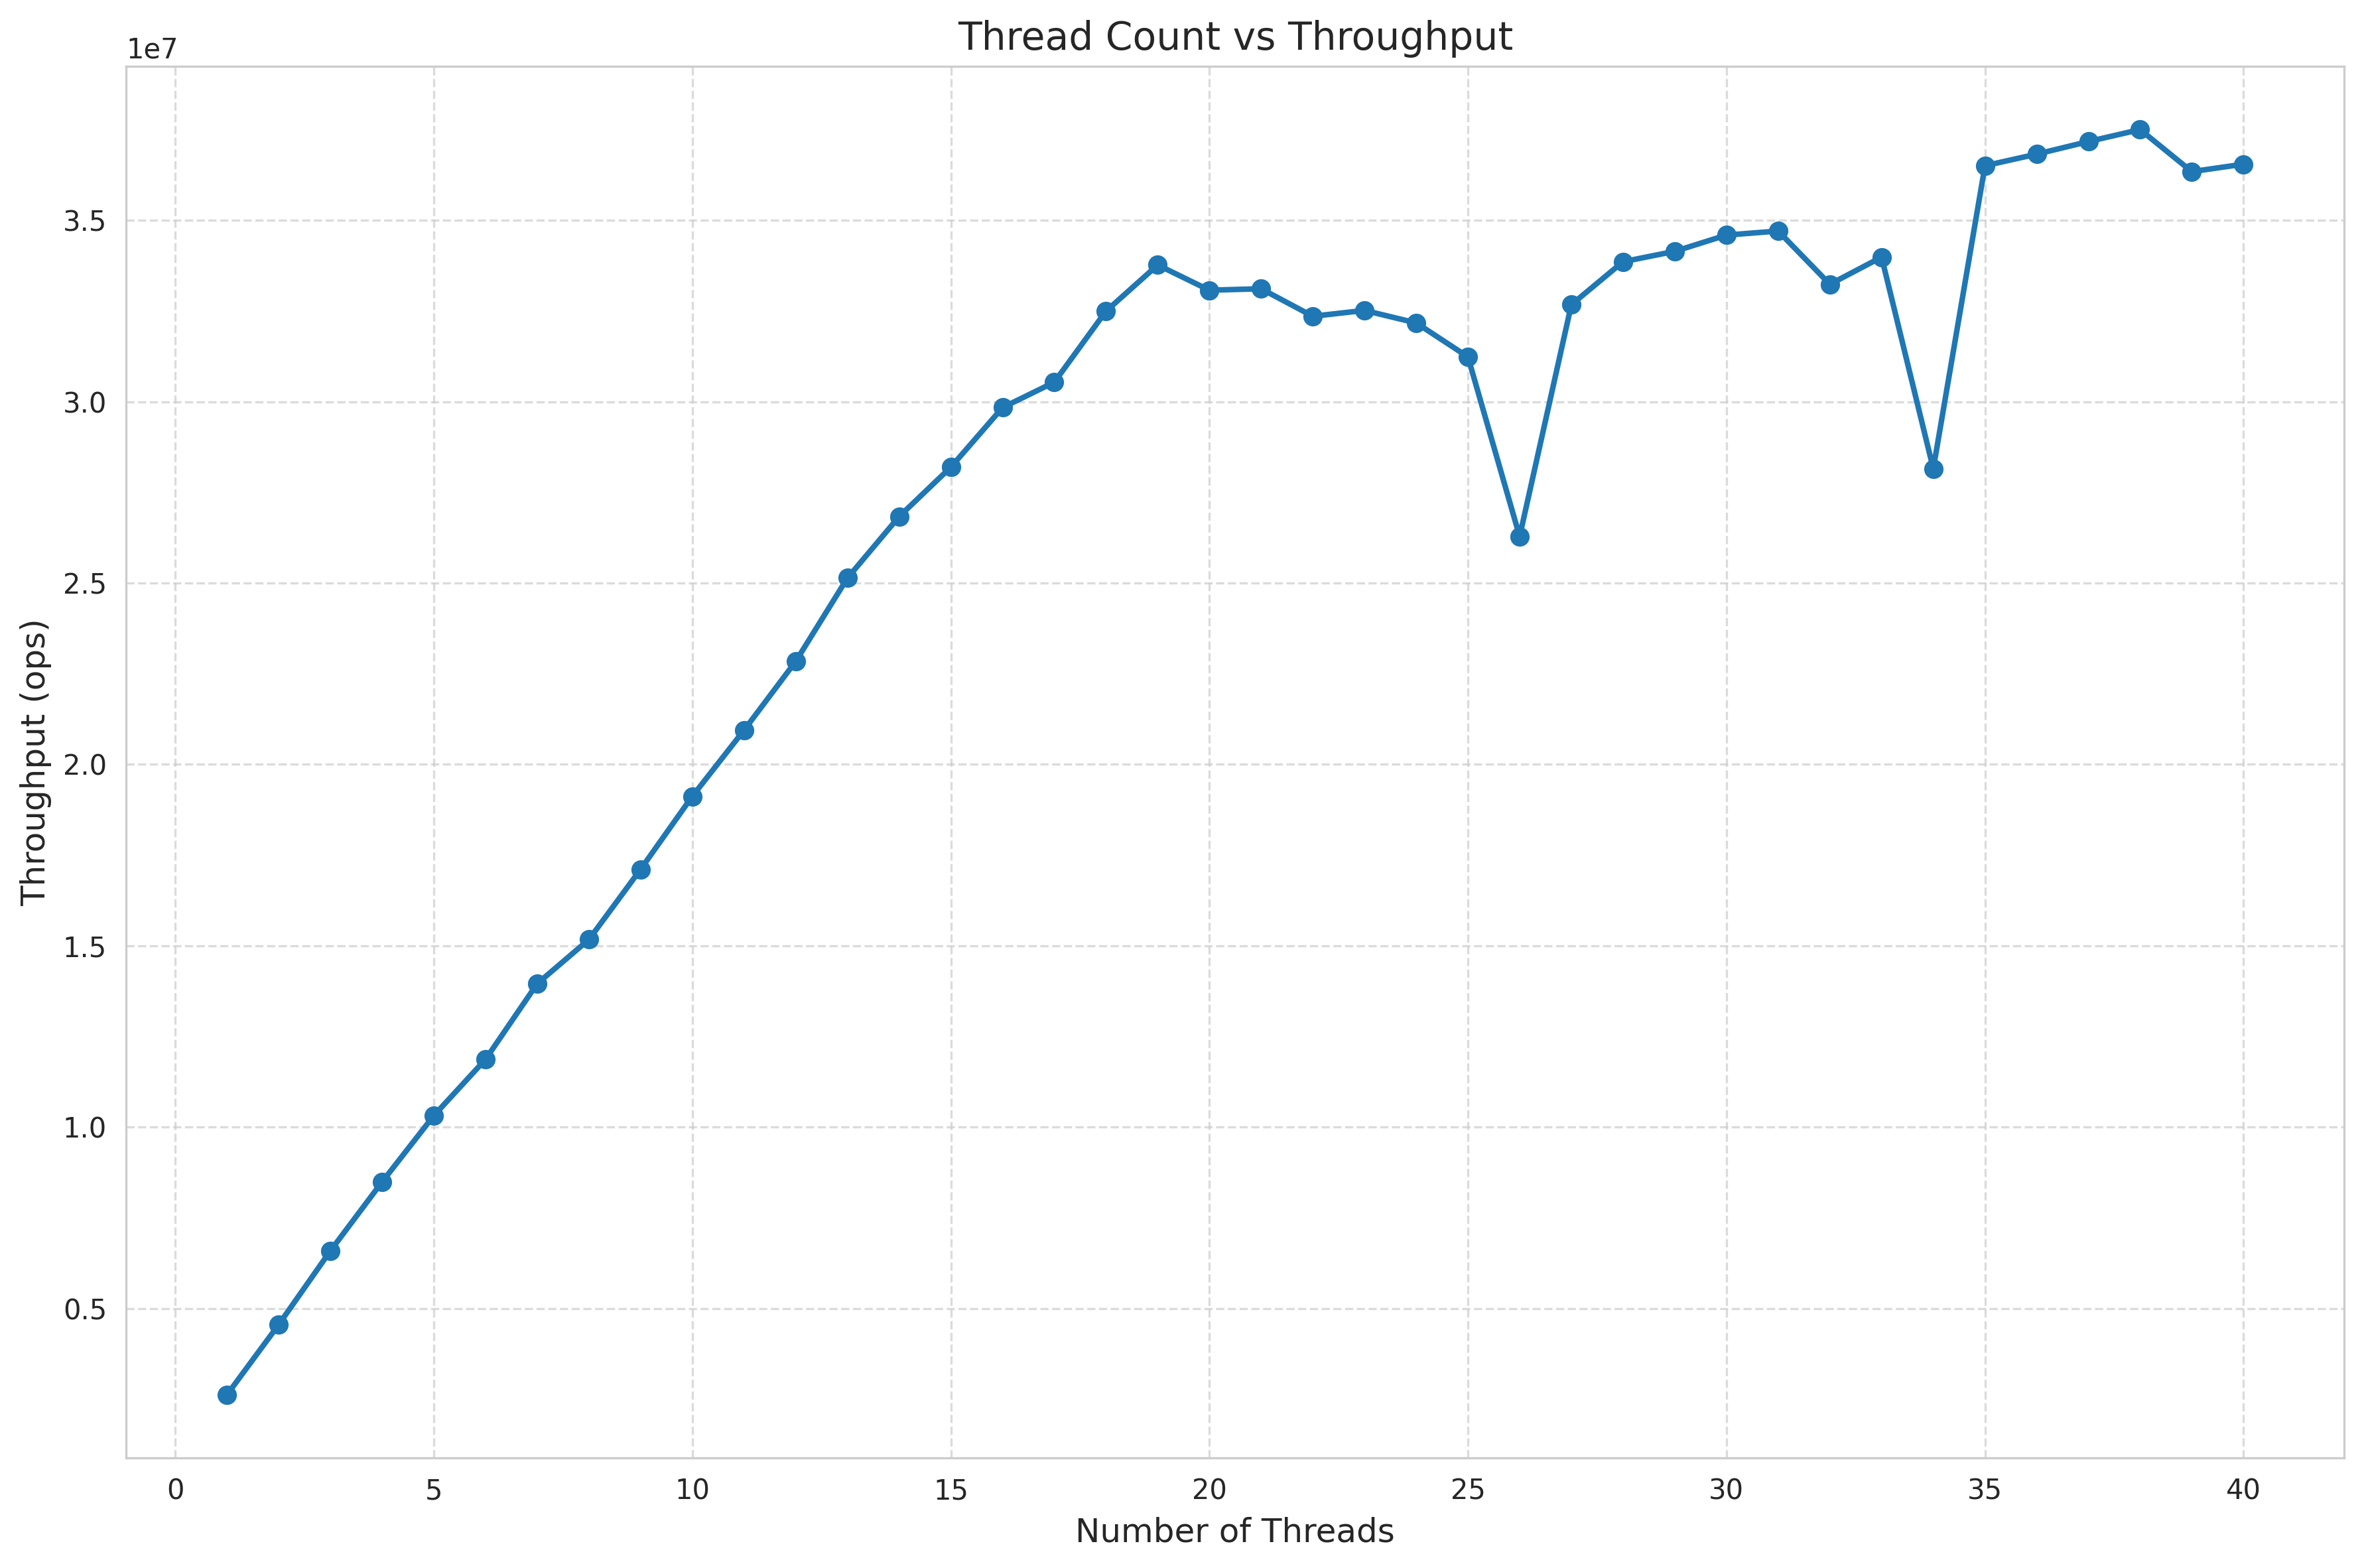 Thread Count vs Throughput
1e7
3.5
3.0
2.5
2.0
1.5
1.0
0.5
Throughput (ops)
0 5 10 15 20 25 30 35 40
Number of Threads